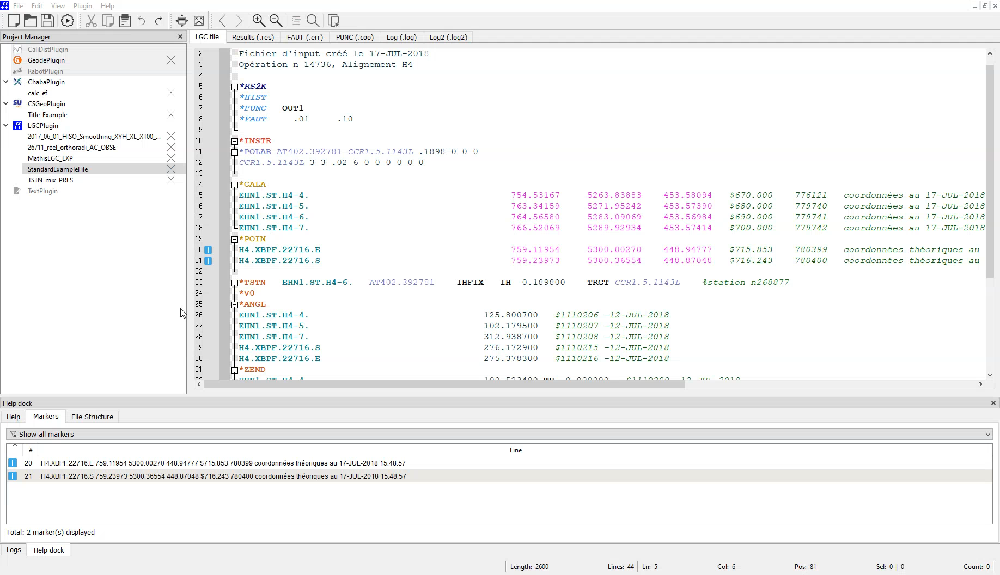 LGC ++ File Edit View Plugin Help
Project Manager
CaliDistPlugin
GeodePlugin
RabotPlugin
ChabaPlugin
calc_ef
SU CSGeoPlugin
Title-Example
LGC LGCPlugin
2017_06_01_HISO_Smoothing_XYH_XL_XT00_...
26711_réel_orthoradi_AC_OBSE
MathisLGC_EXP
StandardExampleFile
TSTN_mix_PRES
TextPlugin
LGC file Results (.res) FAUT (.err) PUNC (.coo) Log (.log) Log2 (.log2)
2 Fichier d'input créé le 17-JUL-2018
3 Opération n 14736, Alignement H4
4
5 *RS2K
6 *HIST
7 *PUNC OUT1
8 *FAUT .01 .10
9
10 *INSTR
11 *POLAR AT402.392781 CCR1.5.1143L .1898 0 0 0
12 CCR1.5.1143L 3 3 .02 6 0 0 0 0 0 0
13
14 *CALA
15 EHN1.ST.H4-4. 754.53167 5263.83883 453.58094 $670.000 776121 coordonnées au 17-JUL-2018
16 EHN1.ST.H4-5. 763.34159 5271.95242 453.57390 $680.000 779740 coordonnées au 17-JUL-2018
17 EHN1.ST.H4-6. 764.56580 5283.09069 453.56984 $690.000 779741 coordonnées au 17-JUL-2018
18 EHN1.ST.H4-7. 766.52069 5289.92934 453.57414 $700.000 779742 coordonnées au 17-JUL-2018
19 *POIN
20 H4.XBPF.22716.E 759.11954 5300.00270 448.94777 $715.853 780399 coordonnées théoriques au
21 H4.XBPF.22716.S 759.23973 5300.36554 448.87048 $716.243 780400 coordonnées théoriques au
22
23 *TSTN EHN1.ST.H4-6. AT402.392781 IHFIX IH 0.189800 TRGT CCR1.5.1143L %station n268877
24 *V0
25 *ANGL
26 EHN1.ST.H4-4. 125.800700 $1110206 -12-JUL-2018
27 EHN1.ST.H4-5. 102.179500 $1110207 -12-JUL-2018
28 EHN1.ST.H4-7. 312.938700 $1110208 -12-JUL-2018
29 H4.XBPF.22716.S 276.172900 $1110215 -12-JUL-2018
30 H4.XBPF.22716.E 275.378300 $1110216 -12-JUL-2018
31 *ZEND
Help dock
Help Markers File Structure
Show all markers
# Line
20 H4.XBPF.22716.E 759.11954 5300.00270 448.94777 $715.853 780399 coordonnées théoriques au 17-JUL-2018 15:48:57
21 H4.XBPF.22716.S 759.23973 5300.36554 448.87048 $716.243 780400 coordonnées théoriques au 17-JUL-2018 15:48:57
Total: 2 marker(s) displayed
Logs Help dock
Length: 2600 Lines: 44 Ln: 5 Col: 6 Pos: 81 Sel: 0 | 0 Count: 0